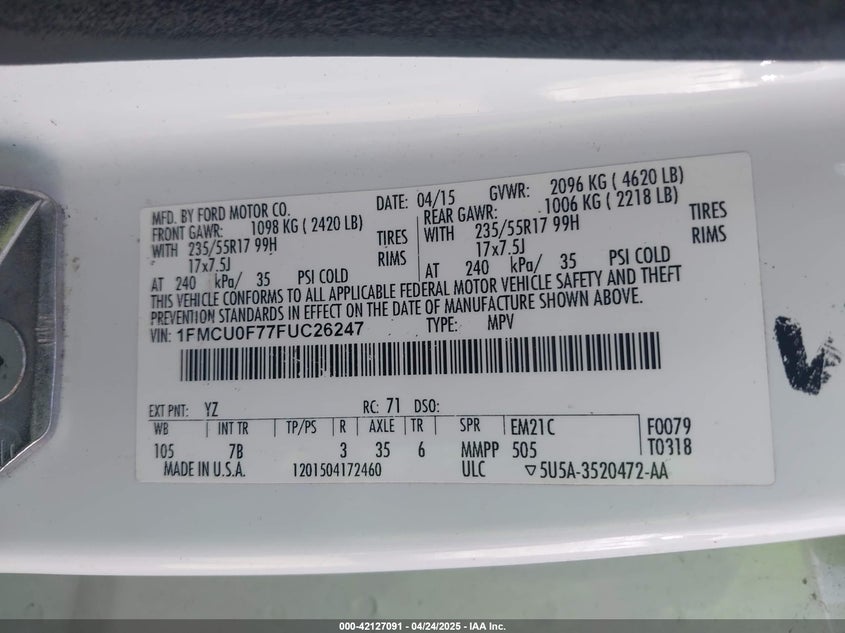 MFD. BY FORD MOTOR CO. DATE: 04/15 GVWR: 2096 KG ( 4620 LB)
FRONT GAWR: 1098 KG ( 2420 LB) REAR GAWR: 1006 KG ( 2218 LB)
WITH 235/55R17 99H TIRES WITH 235/55R17 99H TIRES
17x7.5J RIMS 17x7.5J RIMS
AT 240 kPa/ 35 PSI COLD AT 240 kPa/ 35 PSI COLD
THIS VEHICLE CONFORMS TO ALL APPLICABLE FEDERAL MOTOR VEHICLE SAFETY AND THEFT
PREVENTION STANDARDS IN EFFECT ON THE DATE OF MANUFACTURE SHOWN ABOVE.
VIN: 1FMCU0F77FUC26247 TYPE: MPV
EXT PNT: YZ RC: 71 DSO:
WB INT TR TP/PS R AXLE TR SPR EM21C F0079
105 7B 3 35 6 MMPP 505 T0318
MADE IN U.S.A. 1201504172460 ULC ▽5U5A-3520472-AA
V
000-42127091 - 04/24/2025 - IAA Inc.